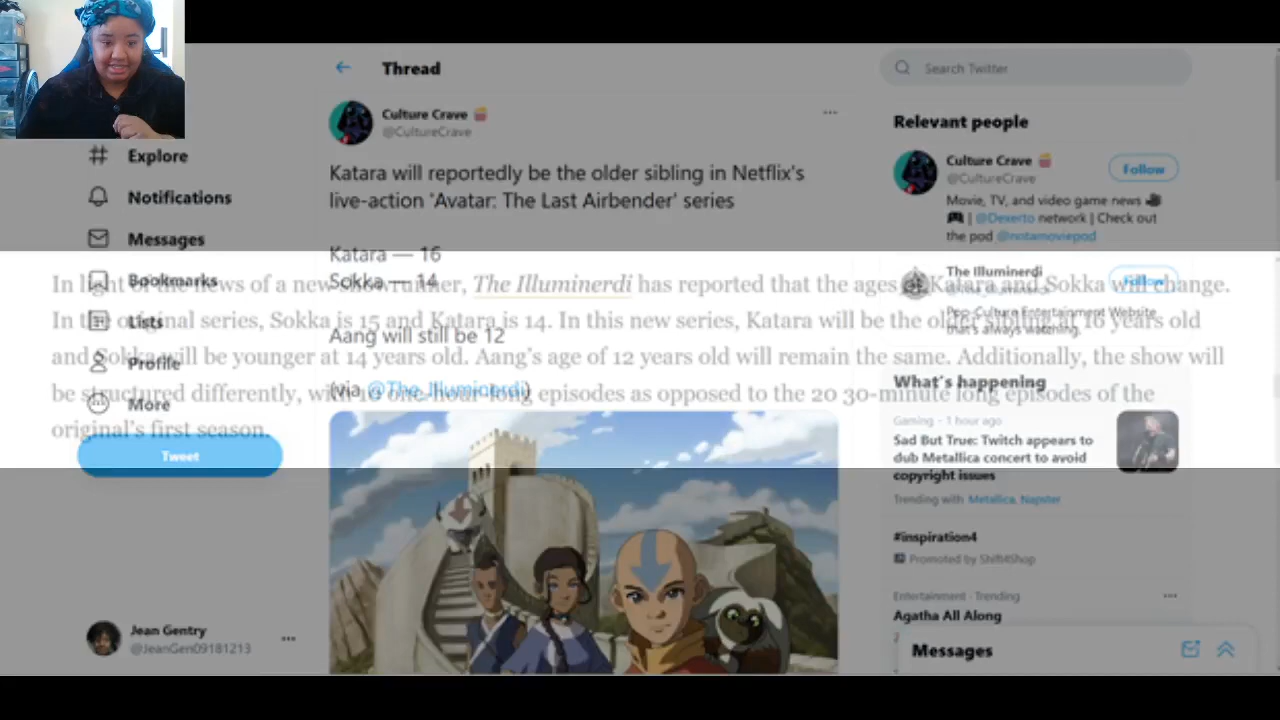 Thread
Search Twitter
Culture Crave
@CultureCrave
Relevant people
Culture Crave
@CultureCrave
Follow
Movie, TV, and video game news
| @Dexerto network | Check out
the pod @notamoviepod
Explore
Notifications
Messages
Bookmarks
Lists
Profile
More
Tweet
Katara will reportedly be the older sibling in Netflix's
live-action 'Avatar: The Last Airbender' series
Katara — 16
Sokka — 14
Aang will still be 12
(via @The_Illuminerdi)
The Illuminerdi
Follow
Pop-Culture Entertainment Website
that's always watching.
In light of the news of a new showrunner, The Illuminerdi has reported that the ages of Katara and Sokka will change.
In the original series, Sokka is 15 and Katara is 14. In this new series, Katara will be the older sibling at 16 years old
and Sokka will be younger at 14 years old. Aang's age of 12 years old will remain the same. Additionally, the show will
be structured differently, with 10 one-hour-long episodes as opposed to the 20 30-minute long episodes of the
original's first season.
What's happening
Gaming · 1 hour ago
Sad But True: Twitch appears to
dub Metallica concert to avoid
copyright issues
Trending with Metallica, Napster
#inspiration4
Promoted by Shift4Shop
Entertainment · Trending
Agatha All Along
Messages
Jean Gentry
@JeanGen09181213